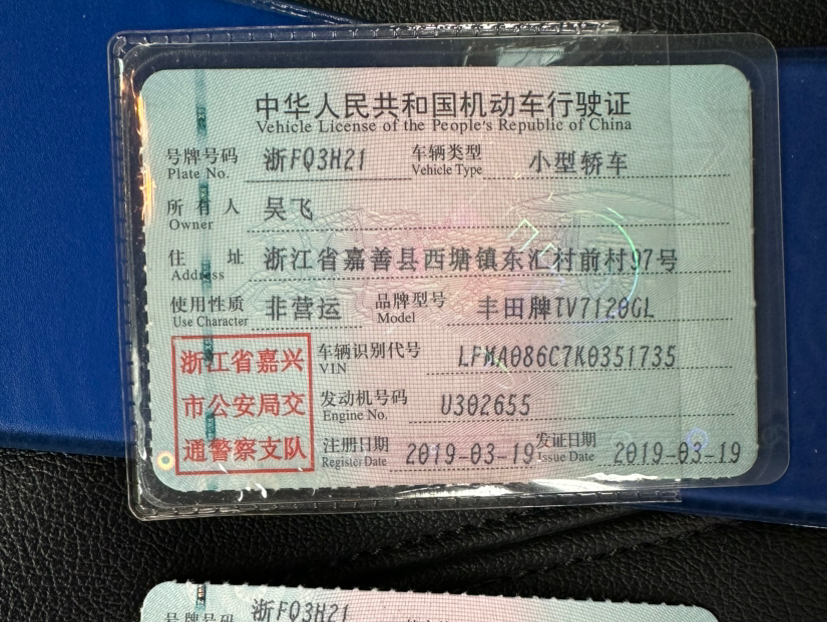 中华人民共和国机动车行驶证
Vehicle License of the People's Republic of China
号牌号码 浙FQ3H21 车辆类型 小型轿车
Plate No. Vehicle Type
所有人 吴飞
Owner
住址 浙江省嘉善县西塘镇东汇村前村97号
Address
使用性质 非营运 品牌型号 丰田牌TV7120GL
Use Character Model
浙江省嘉兴
市公安局交
通警察支队
车辆识别代号 LFMA086C7K0351735
VIN
发动机号码 U302655
Engine No.
注册日期 2019-03-19 发证日期 2019-03-19
Register Date Issue Date
号牌号码 浙FQ3H21